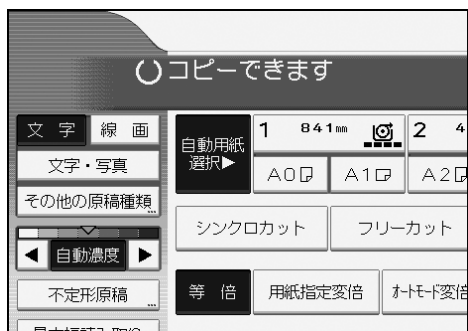 コピーできます
文 字 線 画
文字・写真
その他の原稿種類
自動濃度
不定形原稿
自動用紙
選択▶
1 841mm 2 4
A0 A1 A2
シンクロカット フリーカット
等 倍 用紙指定変倍 オートモード変倍